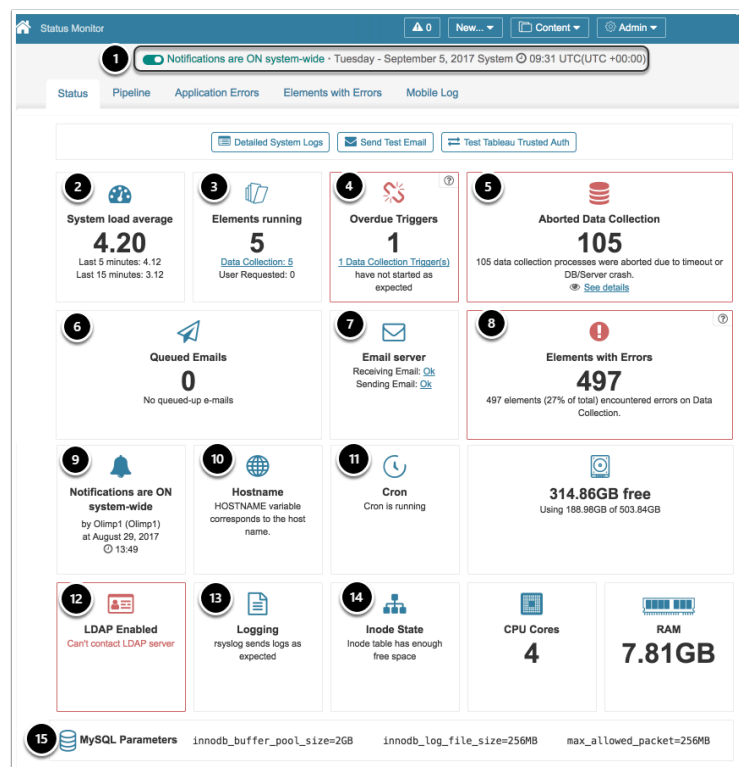 Status Monitor
0
New...
Content
Admin
1
Notifications are ON system-wide · Tuesday - September 5, 2017 System 09:31 UTC(UTC +00:00)
Status
Pipeline
Application Errors
Elements with Errors
Mobile Log
Detailed System Logs
Send Test Email
Test Tableau Trusted Auth
2
System load average
4.20
Last 5 minutes: 4.12
Last 15 minutes: 3.12
3
Elements running
5
Data Collection: 5
User Requested: 0
4
?
Overdue Triggers
1
1 Data Collection Trigger(s)
have not started as
expected
5
Aborted Data Collection
105
105 data collection processes were aborted due to timeout or
DB/Server crash.
See details
6
Queued Emails
0
No queued-up e-mails
7
Email server
Receiving Email: Ok
Sending Email: Ok
8
?
Elements with Errors
497
497 elements (27% of total) encountered errors on Data
Collection.
9
Notifications are ON
system-wide
by Olimp1 (Olimp1)
at August 29, 2017
13:49
10
Hostname
HOSTNAME variable
corresponds to the host
name.
11
Cron
Cron is running
314.86GB free
Using 188.98GB of 503.84GB
12
LDAP Enabled
Can't contact LDAP server
13
Logging
rsyslog sends logs as
expected
14
Inode State
Inode table has enough
free space
CPU Cores
4
RAM
7.81GB
15
MySQL Parameters
innodb_buffer_pool_size=2GB
innodb_log_file_size=256MB
max_allowed_packet=256MB